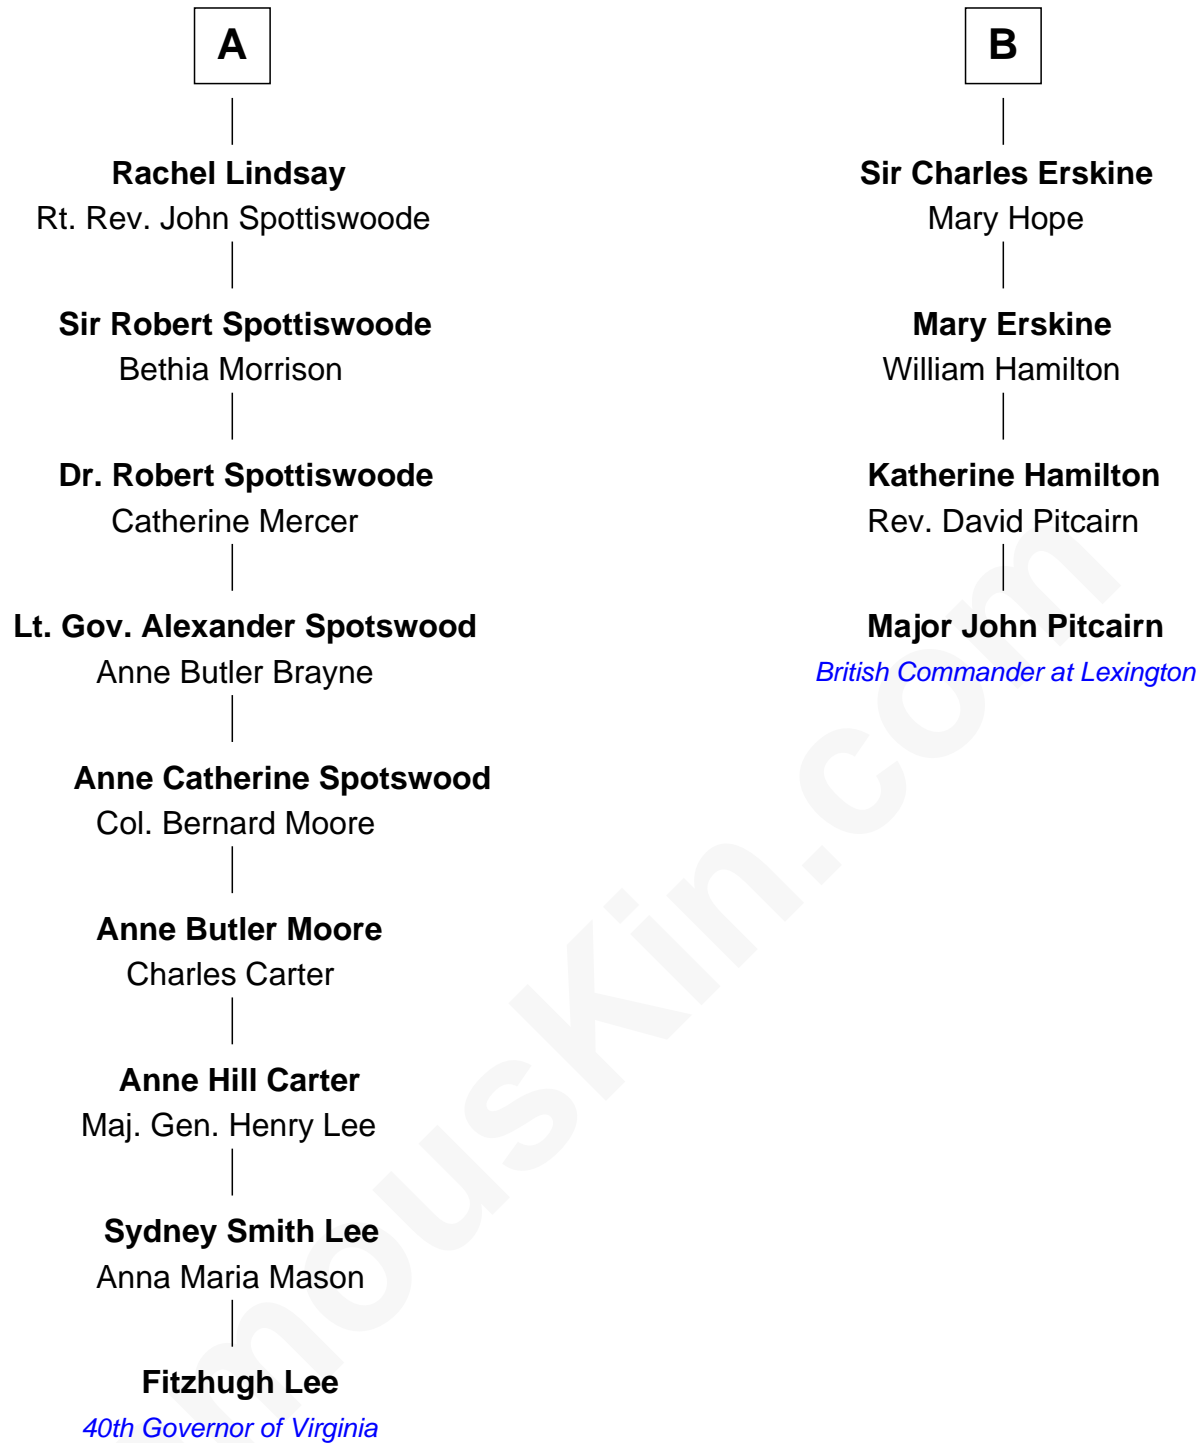 A
Rachel Lindsay
Rt. Rev. John Spottiswoode
Sir Robert Spottiswoode
Bethia Morrison
Dr. Robert Spottiswoode
Catherine Mercer
Lt. Gov. Alexander Spotswood
Anne Butler Brayne
Anne Catherine Spotswood
Col. Bernard Moore
Anne Butler Moore
Charles Carter
Anne Hill Carter
Maj. Gen. Henry Lee
Sydney Smith Lee
Anna Maria Mason
Fitzhugh Lee
40th Governor of Virginia
B
Sir Charles Erskine
Mary Hope
Mary Erskine
William Hamilton
Katherine Hamilton
Rev. David Pitcairn
Major John Pitcairn
British Commander at Lexington
mousKin.com